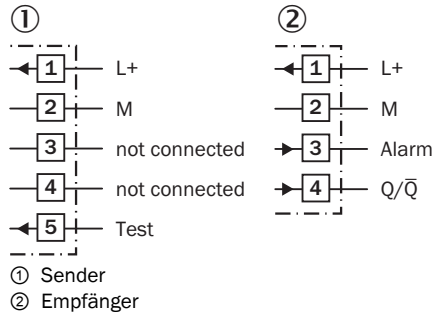 ①
1 L+
2 M
3 not connected
4 not connected
5 Test
②
1 L+
2 M
3 Alarm
4 Q/Q̅
① Sender
② Empfänger